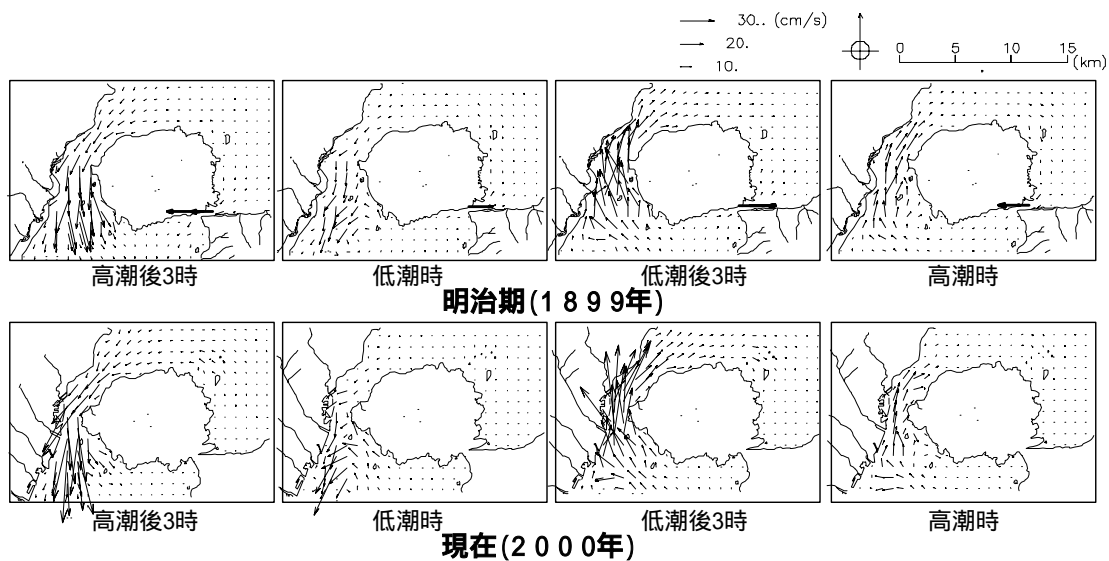 30.. (cm/s)
20.
10.
0 5 10 15
(km)
高潮後3時 低潮時 低潮後3時 高潮時
明治期(1899年)
高潮後3時 低潮時 低潮後3時 高潮時
現在(2000年)